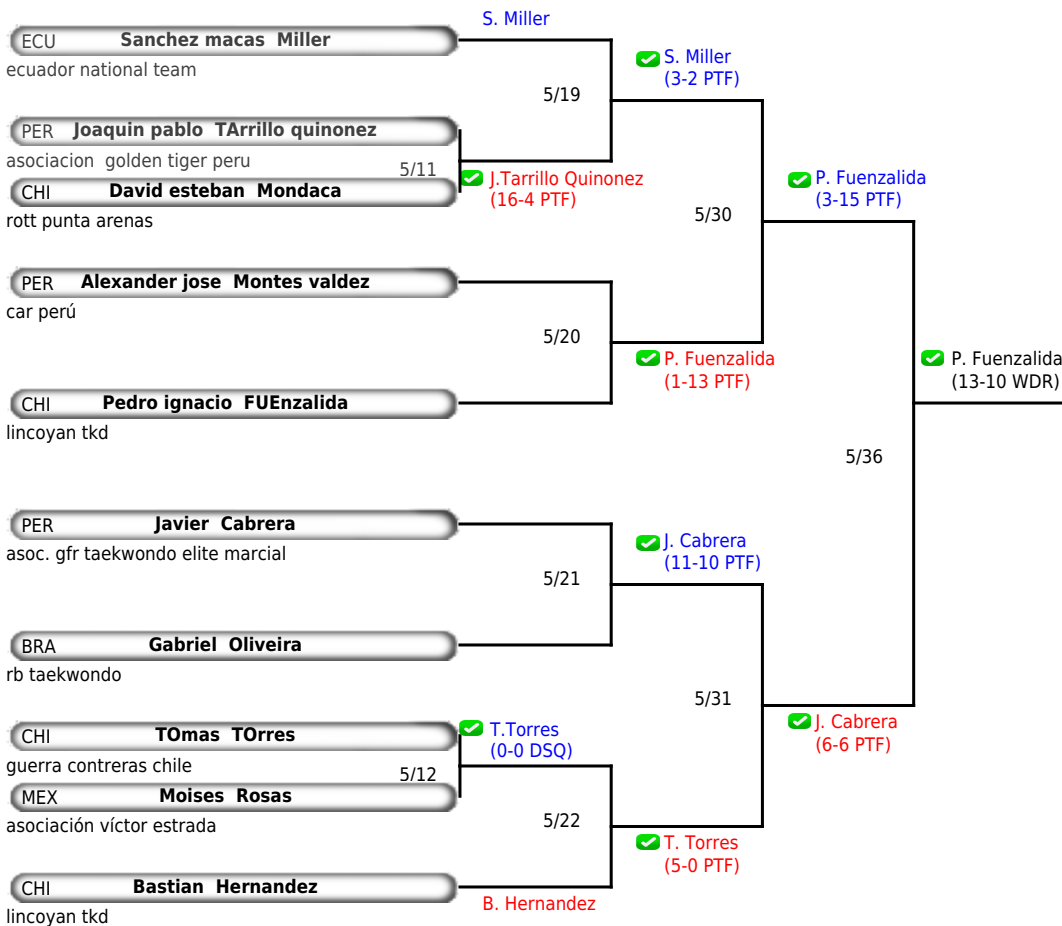 S. Miller
ECU Sanchez macas Miller
ecuador national team
S. Miller
(3-2 PTF)
5/19
PER Joaquin pablo TArrillo quinonez
asociacion golden tiger peru
5/11
J.Tarrillo Quinonez
(16-4 PTF)
CHI David esteban Mondaca
rott punta arenas
P. Fuenzalida
(3-15 PTF)
5/30
PER Alexander jose Montes valdez
car perú
5/20
P. Fuenzalida
(1-13 PTF)
P. Fuenzalida
(13-10 WDR)
CHI Pedro ignacio FUEnzalida
lincoyan tkd
5/36
PER Javier Cabrera
asoc. gfr taekwondo elite marcial
J. Cabrera
(11-10 PTF)
5/21
BRA Gabriel Oliveira
rb taekwondo
5/31
J. Cabrera
(6-6 PTF)
CHI TOmas TOrres
guerra contreras chile
T.Torres
(0-0 DSQ)
5/12
MEX Moises Rosas
asociación víctor estrada
5/22
T. Torres
(5-0 PTF)
CHI Bastian Hernandez
lincoyan tkd
B. Hernandez